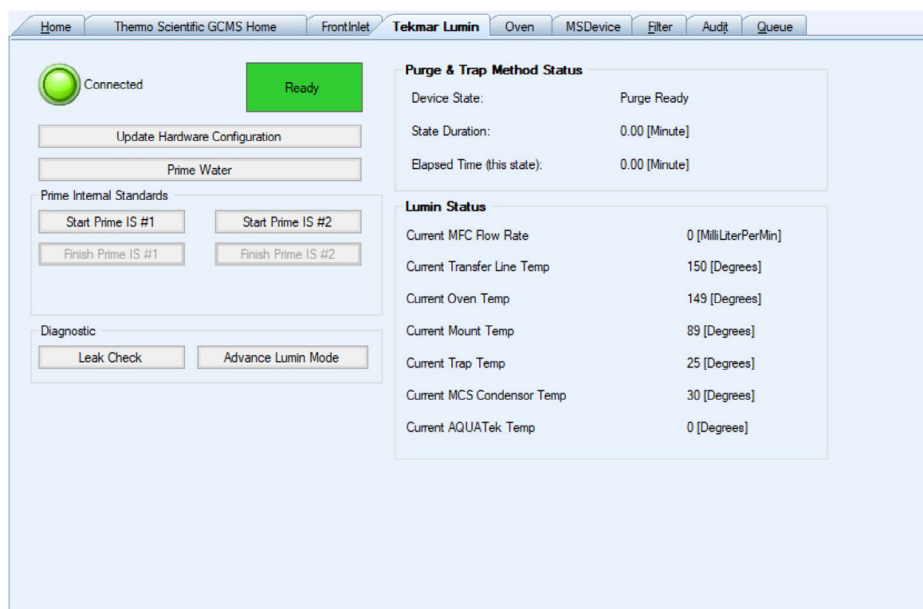 Home Thermo Scientific GCMS Home FrontInlet Tekmar Lumin Oven MSDevice Filter Audit Queue
Connected
Ready
Update Hardware Configuration
Prime Water
Prime Internal Standards
Start Prime IS #1 Start Prime IS #2
Finish Prime IS #1 Finish Prime IS #2
Diagnostic
Leak Check Advance Lumin Mode
Purge & Trap Method Status
Device State: Purge Ready
State Duration: 0.00 [Minute]
Elapsed Time (this state): 0.00 [Minute]
Lumin Status
Current MFC Flow Rate 0 [MilliLiterPerMin]
Current Transfer Line Temp 150 [Degrees]
Current Oven Temp 149 [Degrees]
Current Mount Temp 89 [Degrees]
Current Trap Temp 25 [Degrees]
Current MCS Condensor Temp 30 [Degrees]
Current AQUATek Temp 0 [Degrees]